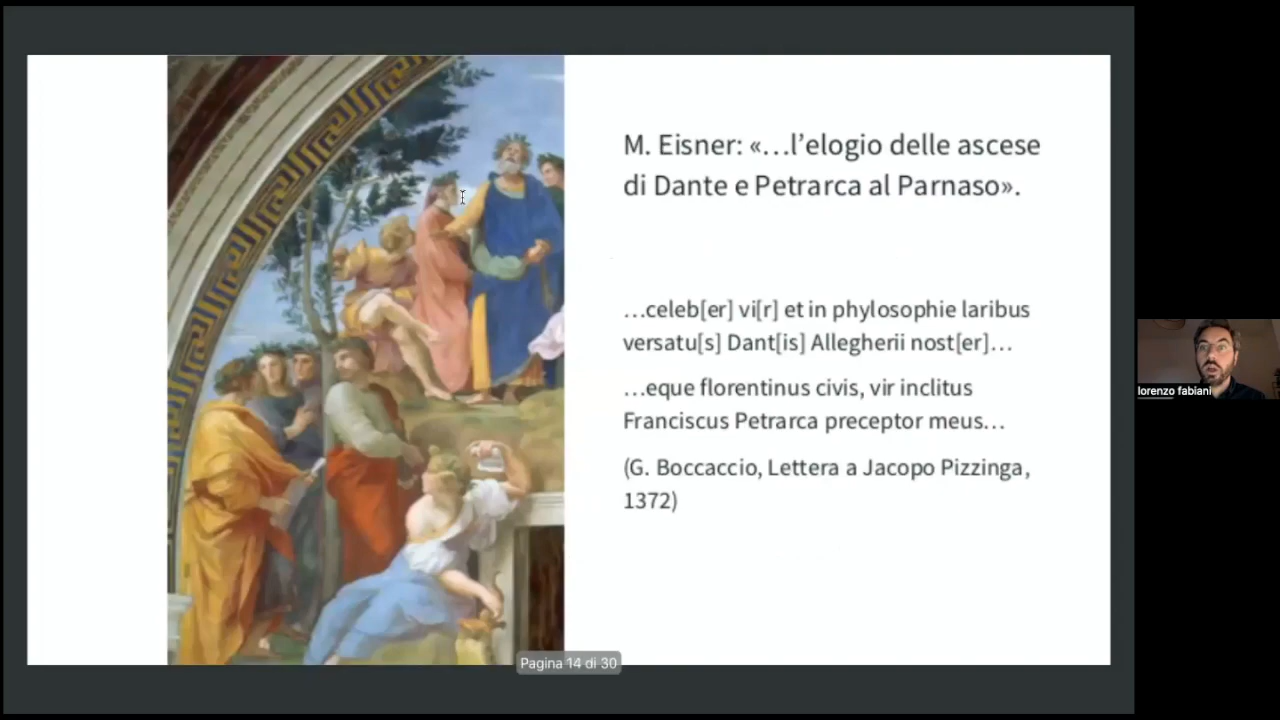 M. Eisner: «…l’elogio delle ascese
di Dante e Petrarca al Parnaso».
…celeb[er] vi[r] et in phylosophie laribus
versatu[s] Dant[is] Allegherii nost[er]…
…eque florentinus civis, vir inclitus
Franciscus Petrarca preceptor meus…
(G. Boccaccio, Lettera a Jacopo Pizzinga,
1372)
Pagina 14 di 30
lorenzo fabiani